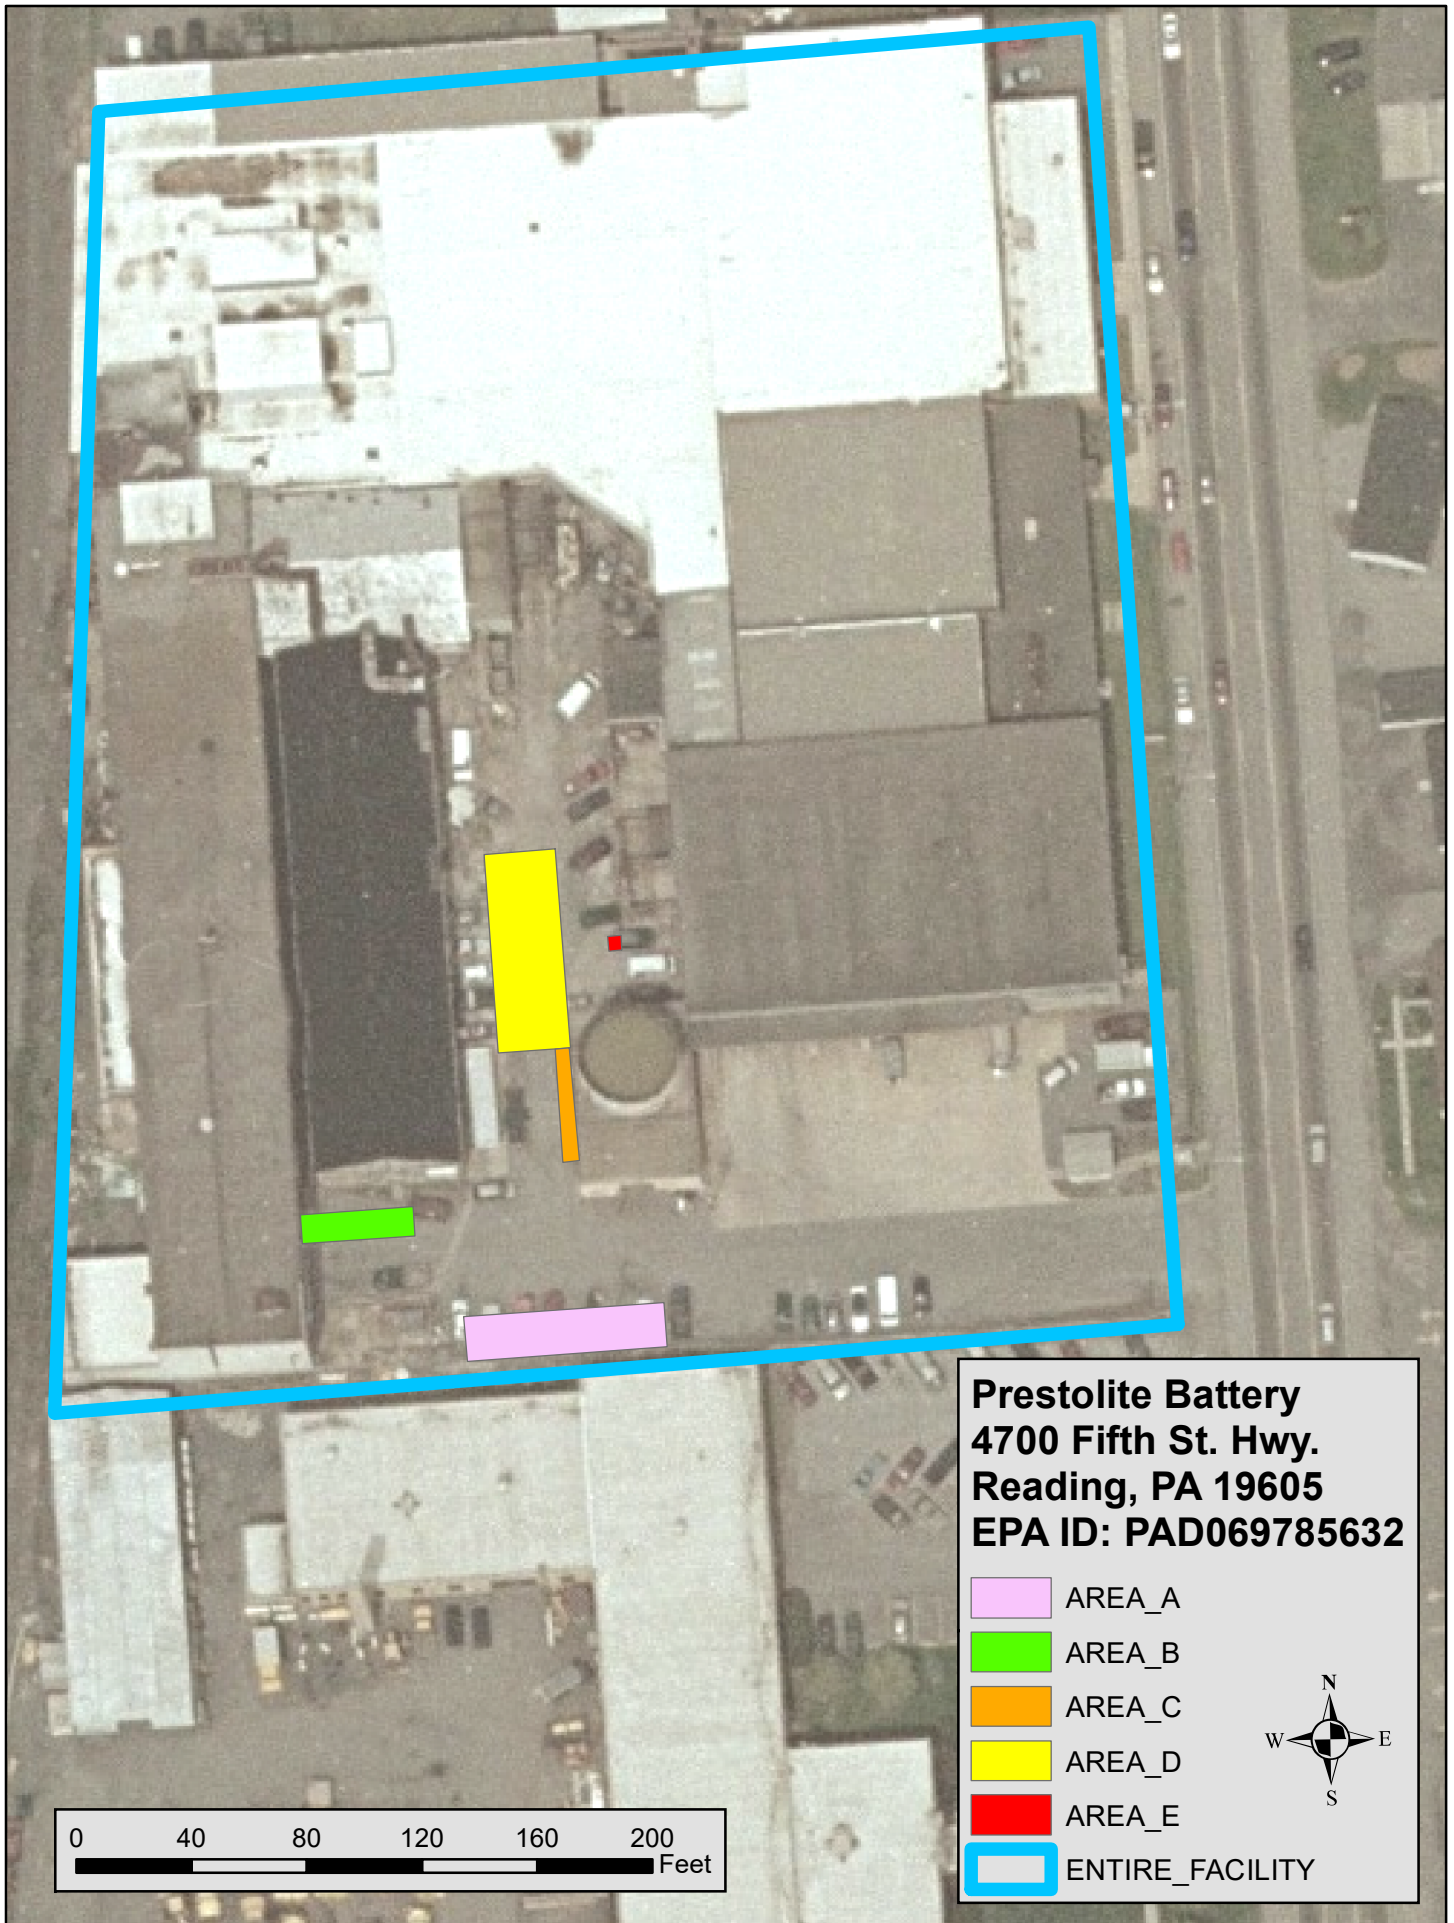 Prestolite Battery
4700 Fifth St. Hwy.
Reading, PA 19605
EPA ID: PAD069785632
AREA_A
AREA_B
AREA_C
AREA_D
AREA_E
ENTIRE_FACILITY
N
W E
S
0 40 80 120 160 200
Feet